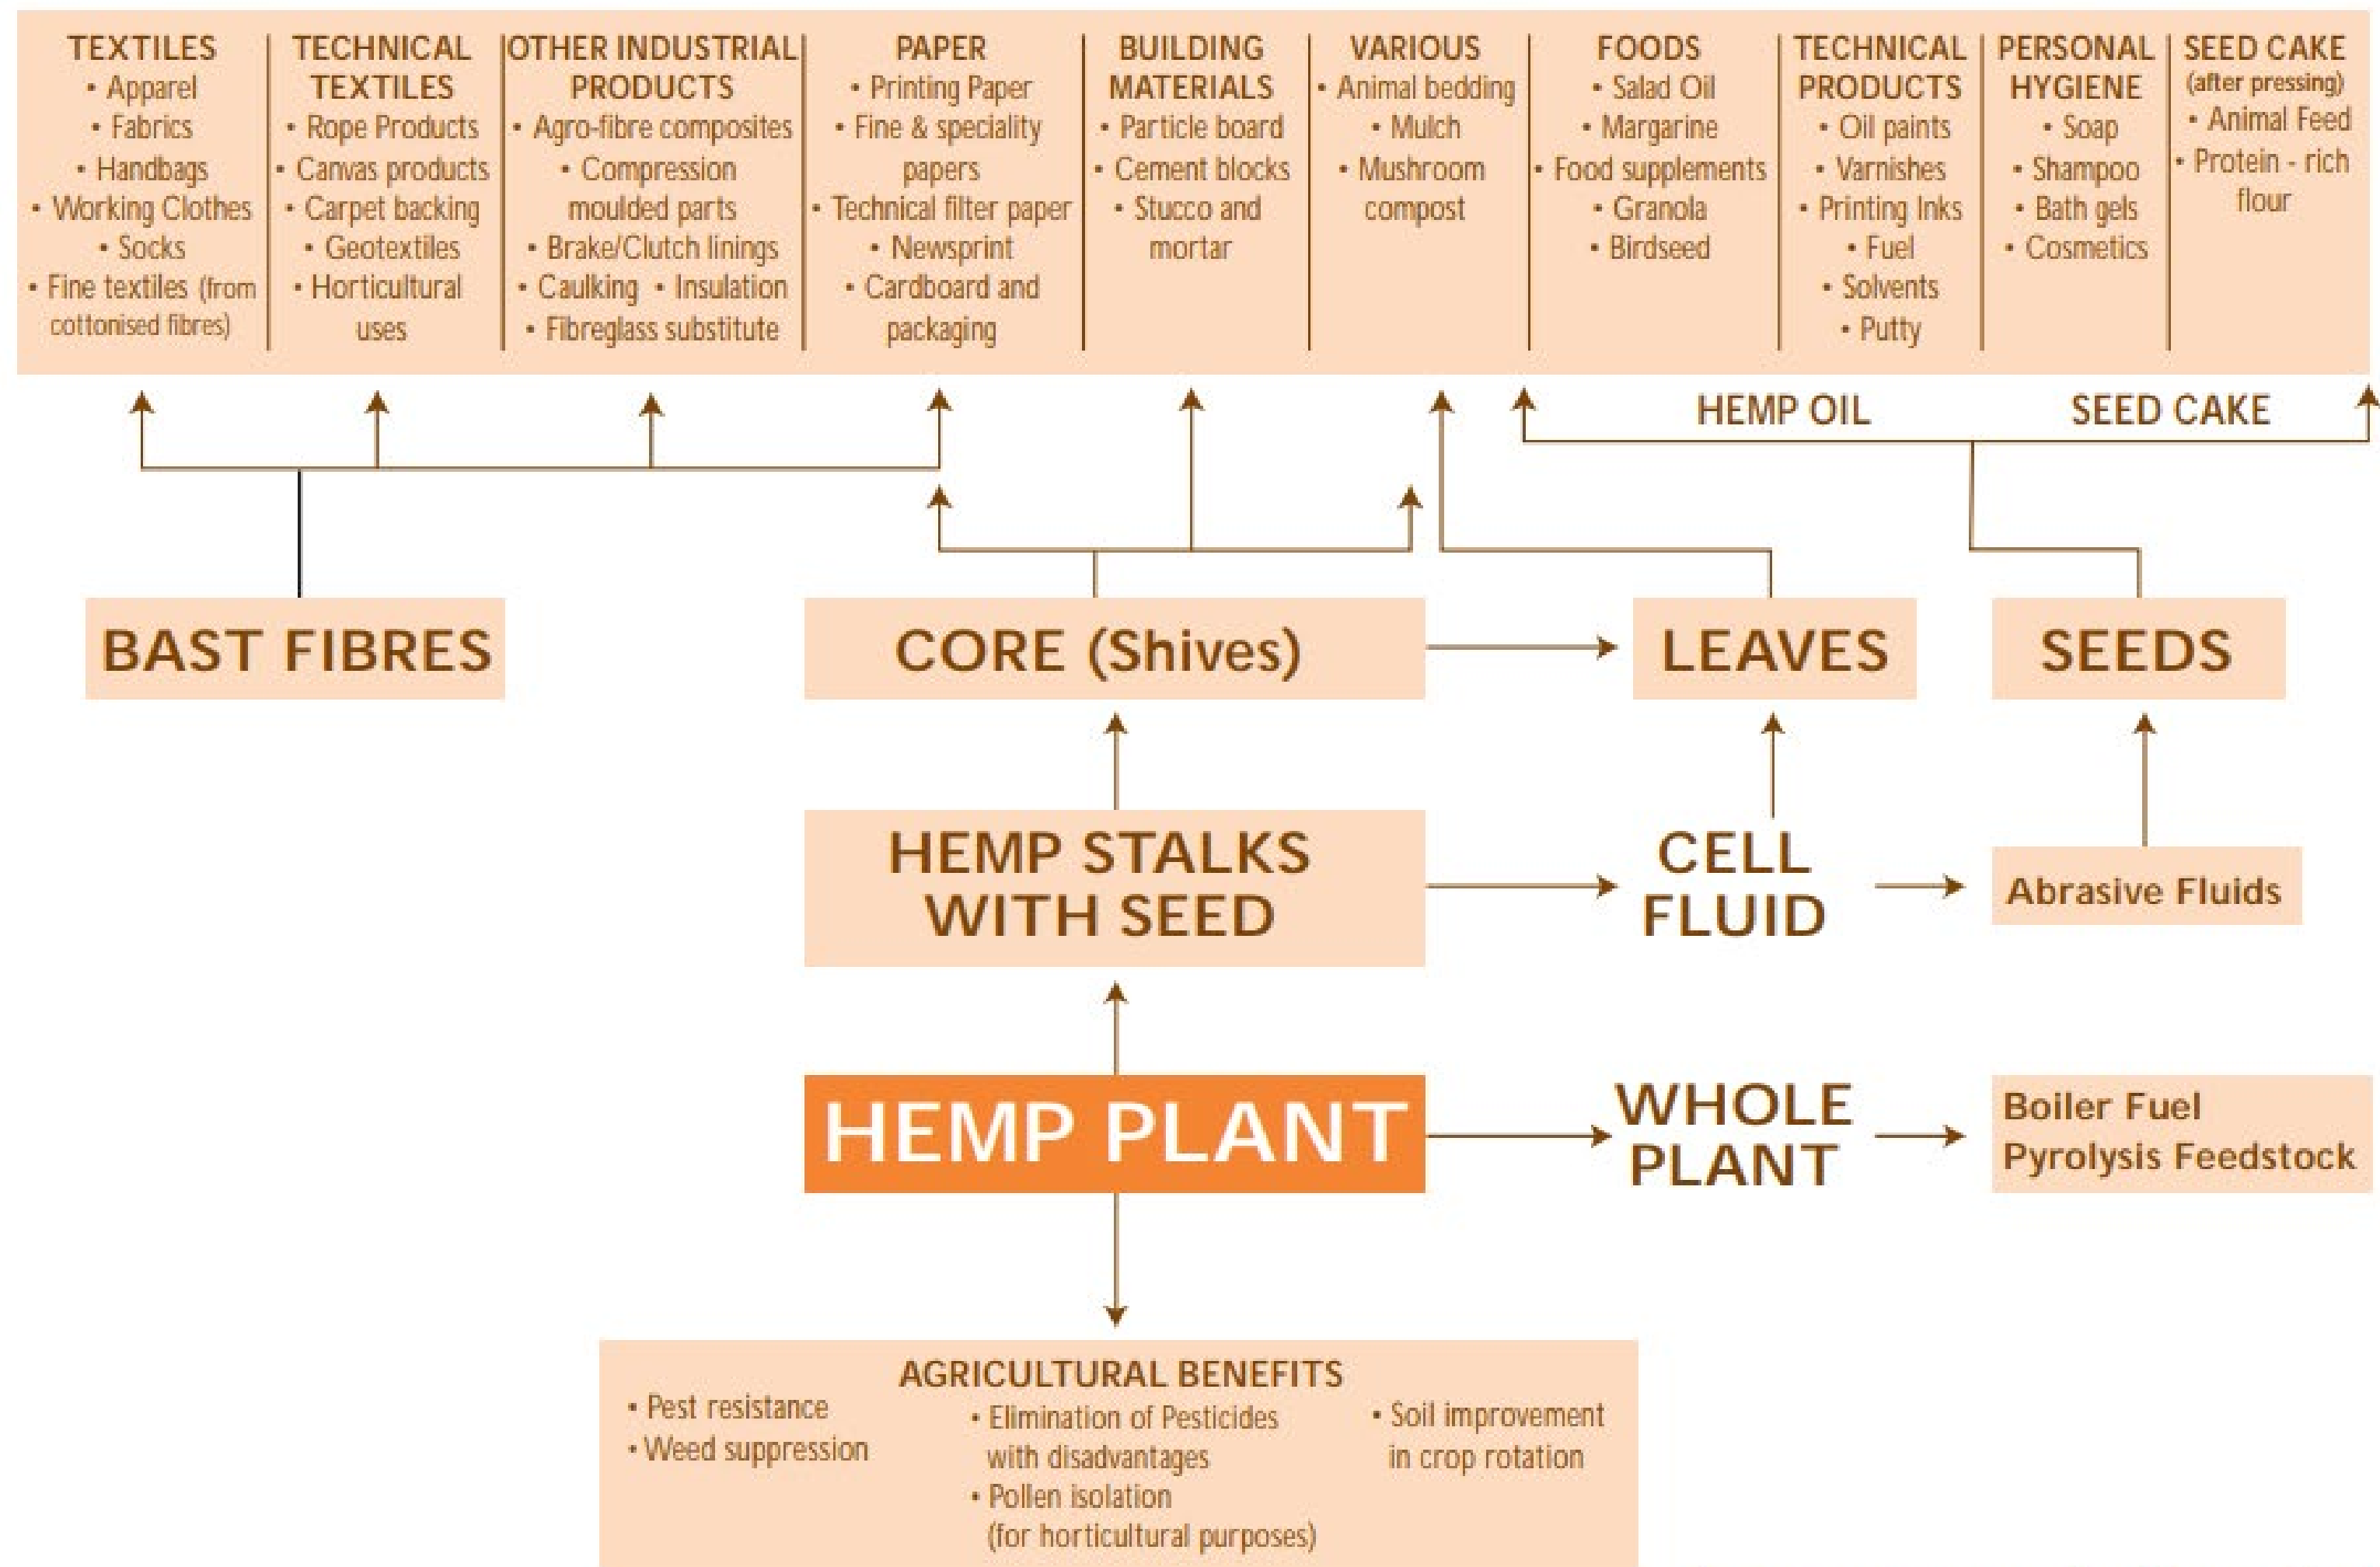 TEXTILES
• Apparel
• Fabrics
• Handbags
• Working Clothes
• Socks
• Fine textiles (from
cottonised fibres)
TECHNICAL
TEXTILES
• Rope Products
• Canvas products
• Carpet backing
• Geotextiles
• Horticultural
uses
OTHER INDUSTRIAL
PRODUCTS
• Agro-fibre composites
• Compression
moulded parts
• Brake/Clutch linings
• Caulking • Insulation
• Fibreglass substitute
PAPER
• Printing Paper
• Fine & speciality
papers
• Technical filter paper
• Newsprint
• Cardboard and
packaging
BUILDING
MATERIALS
• Particle board
• Cement blocks
• Stucco and
mortar
VARIOUS
• Animal bedding
• Mulch
• Mushroom
compost
FOODS
• Salad Oil
• Margarine
• Food supplements
• Granola
• Birdseed
TECHNICAL
PRODUCTS
• Oil paints
• Varnishes
• Printing Inks
• Fuel
• Solvents
• Putty
PERSONAL
HYGIENE
• Soap
• Shampoo
• Bath gels
• Cosmetics
SEED CAKE
(after pressing)
• Animal Feed
• Protein - rich
flour
HEMP OIL
SEED CAKE
BAST FIBRES
CORE (Shives)
LEAVES
SEEDS
HEMP STALKS
WITH SEED
CELL
FLUID
Abrasive Fluids
HEMP PLANT
WHOLE
PLANT
Boiler Fuel
Pyrolysis Feedstock
AGRICULTURAL BENEFITS
• Pest resistance
• Weed suppression
• Elimination of Pesticides
with disadvantages
• Pollen isolation
(for horticultural purposes)
• Soil improvement
in crop rotation